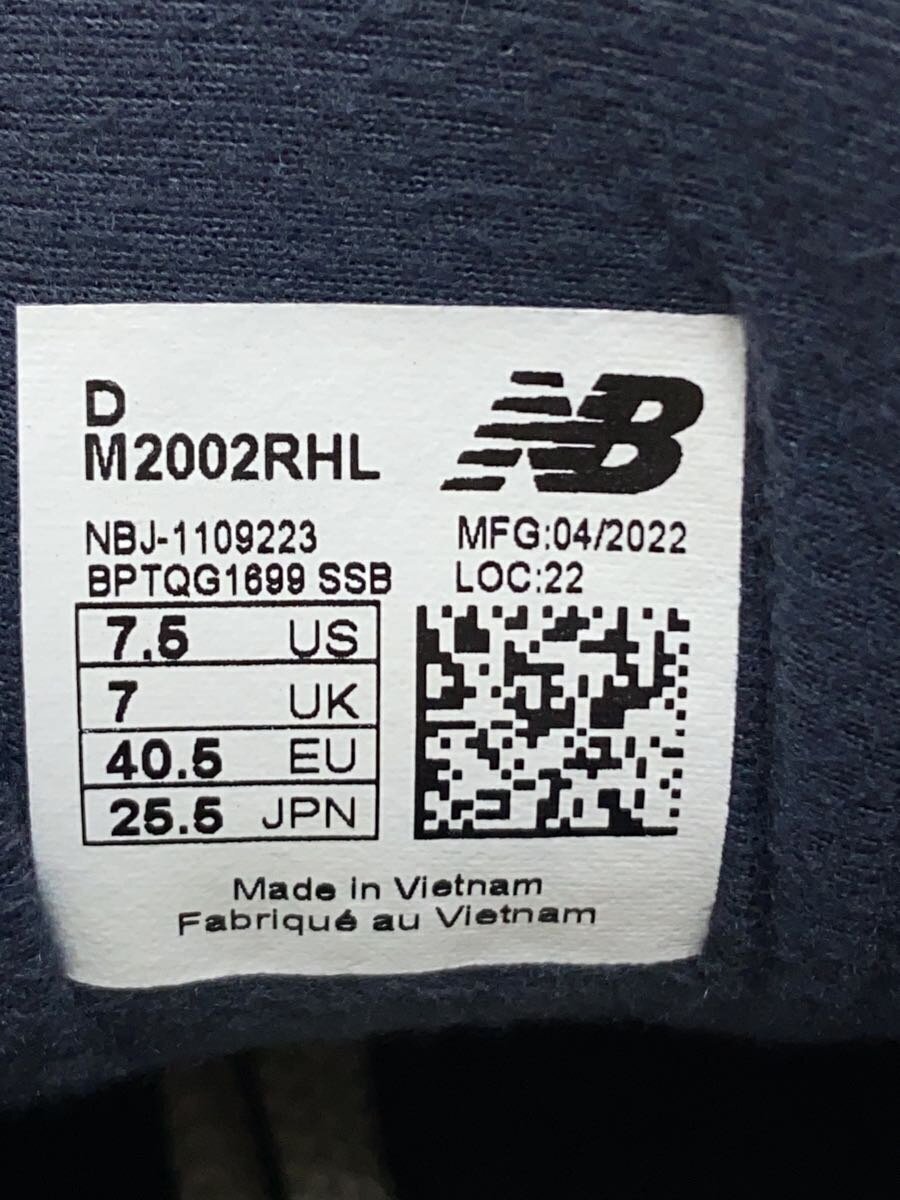 D
M2002RHL
NB
NBJ-1109223
MFG:04/2022
BPTQG1699 SSB
LOC:22
7.5 US
7 UK
40.5 EU
25.5 JPN
Made in Vietnam
Fabriqué au Vietnam